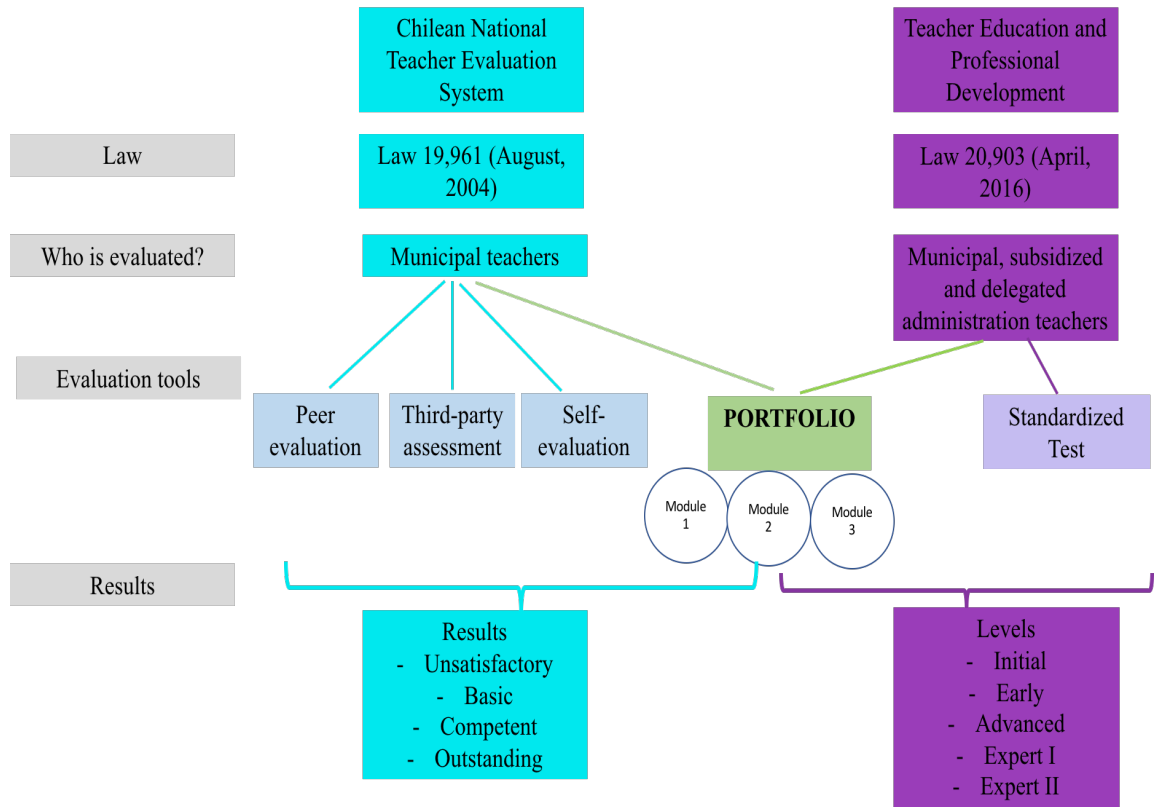 Chilean National
Teacher Evaluation
System
Teacher Education and
Professional
Development
Law
Law 19,961 (August,
2004)
Law 20,903 (April,
2016)
Who is evaluated?
Municipal teachers
Municipal, subsidized
and delegated
administration teachers
Evaluation tools
Peer
evaluation
Third-party
assessment
Self-
evaluation
PORTFOLIO
Standardized
Test
Module
1
Module
2
Module
3
Results
Results
- Unsatisfactory
- Basic
- Competent
- Outstanding
Levels
- Initial
- Early
- Advanced
- Expert I
- Expert II